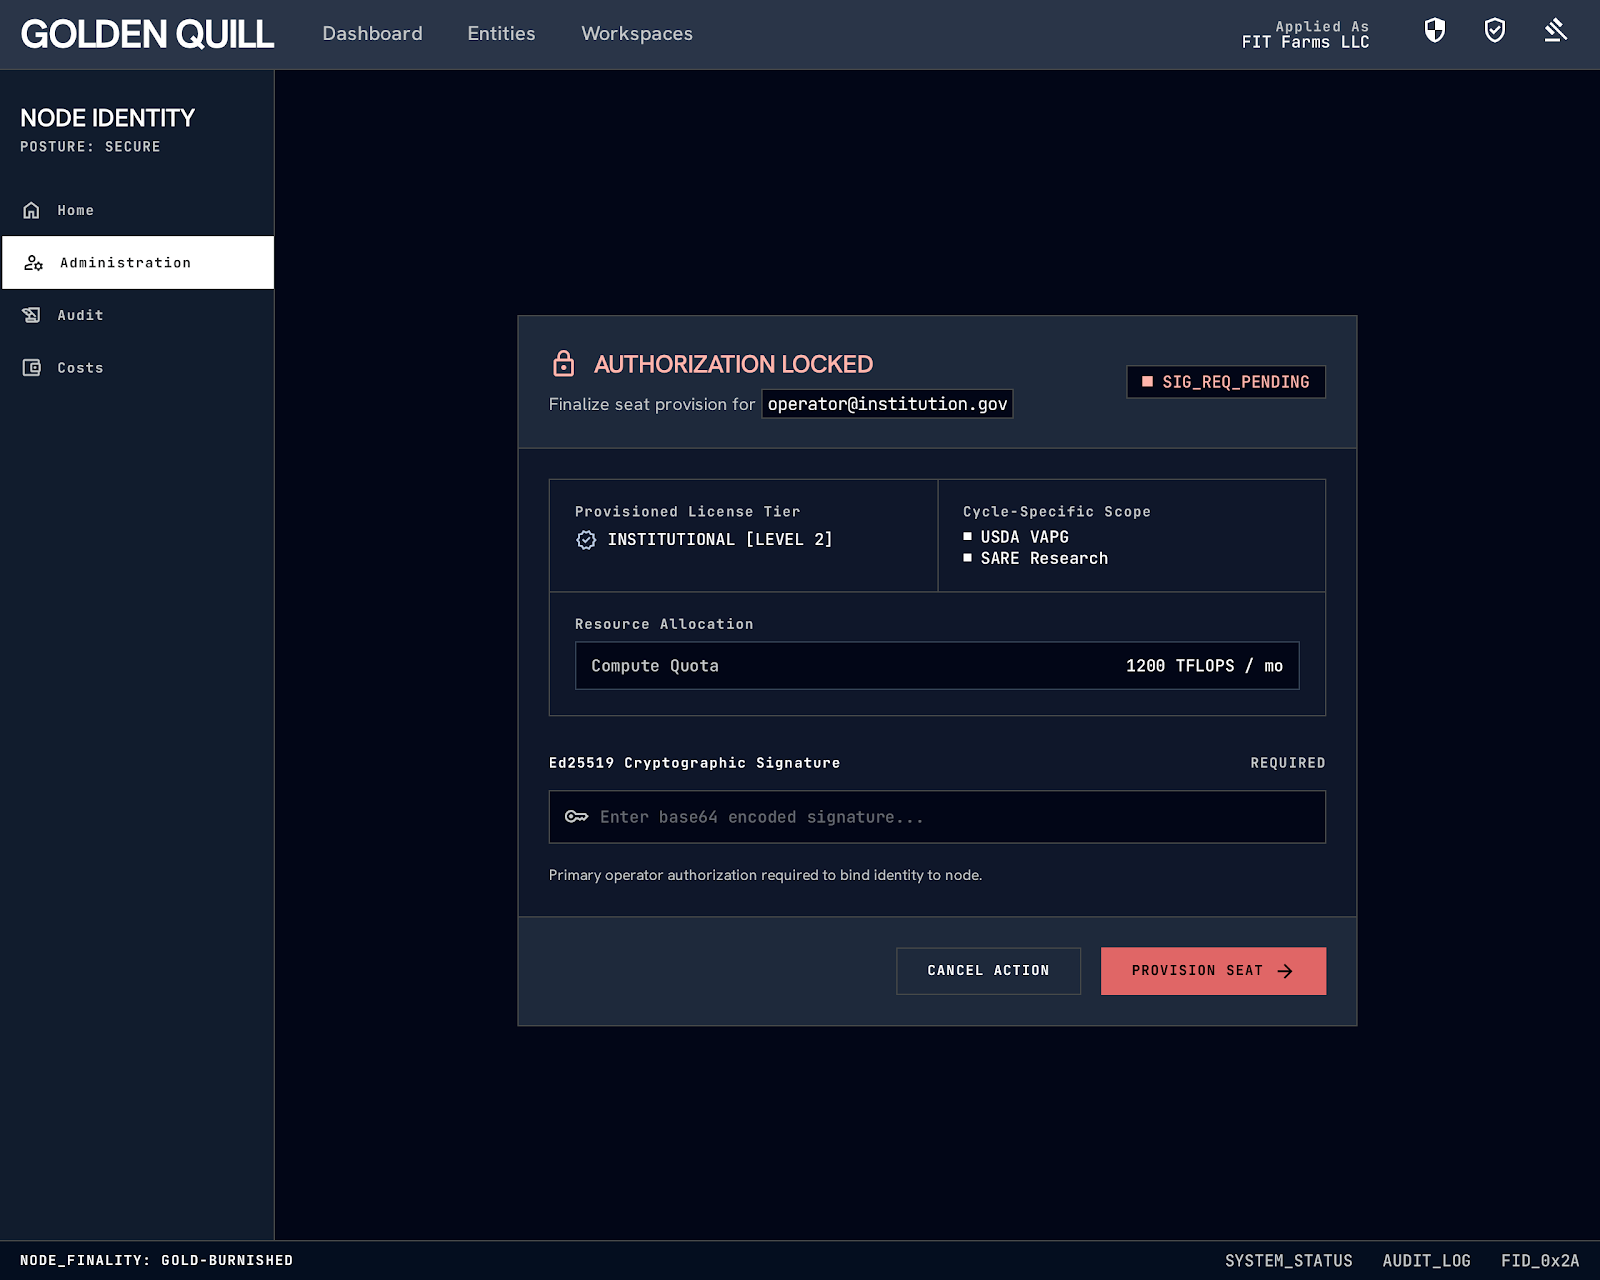 GOLDEN QUILL
Dashboard
Entities
Workspaces
Applied As
FIT Farms LLC
NODE IDENTITY
POSTURE: SECURE
Home
Administration
Audit
Costs
AUTHORIZATION LOCKED
Finalize seat provision for operator@institution.gov
SIG_REQ_PENDING
Provisioned License Tier
INSTITUTIONAL [LEVEL 2]
Cycle-Specific Scope
USDA VAPG
SARE Research
Resource Allocation
Compute Quota
1200 TFLOPS / mo
Ed25519 Cryptographic Signature
REQUIRED
Enter base64 encoded signature...
Primary operator authorization required to bind identity to node.
CANCEL ACTION
PROVISION SEAT
NODE_FINALITY: GOLD-BURNISHED
SYSTEM_STATUS
AUDIT_LOG
FID_0x2A